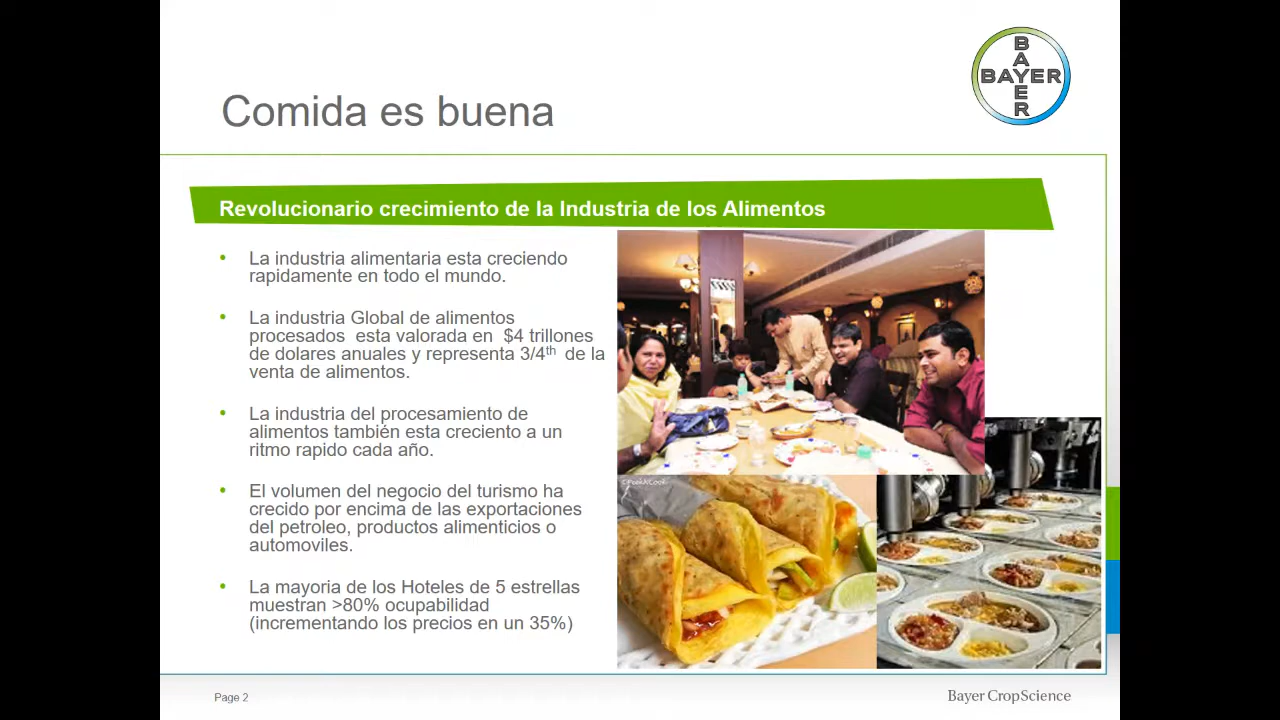 BAYER
BAYER
Comida es buena
Revolucionario crecimiento de la Industria de los Alimentos
• La industria alimentaria esta creciendo
rapidamente en todo el mundo.
• La industria Global de alimentos
procesados esta valorada en $4 trillones
de dolares anuales y representa 3/4th de la
venta de alimentos.
• La industria del procesamiento de
alimentos también esta creciento a un
ritmo rapido cada año.
• El volumen del negocio del turismo ha
crecido por encima de las exportaciones
del petroleo, productos alimenticios o
automoviles.
• La mayoria de los Hoteles de 5 estrellas
muestran >80% ocupabilidad
(incrementando los precios en un 35%)
Page 2
Bayer CropScience